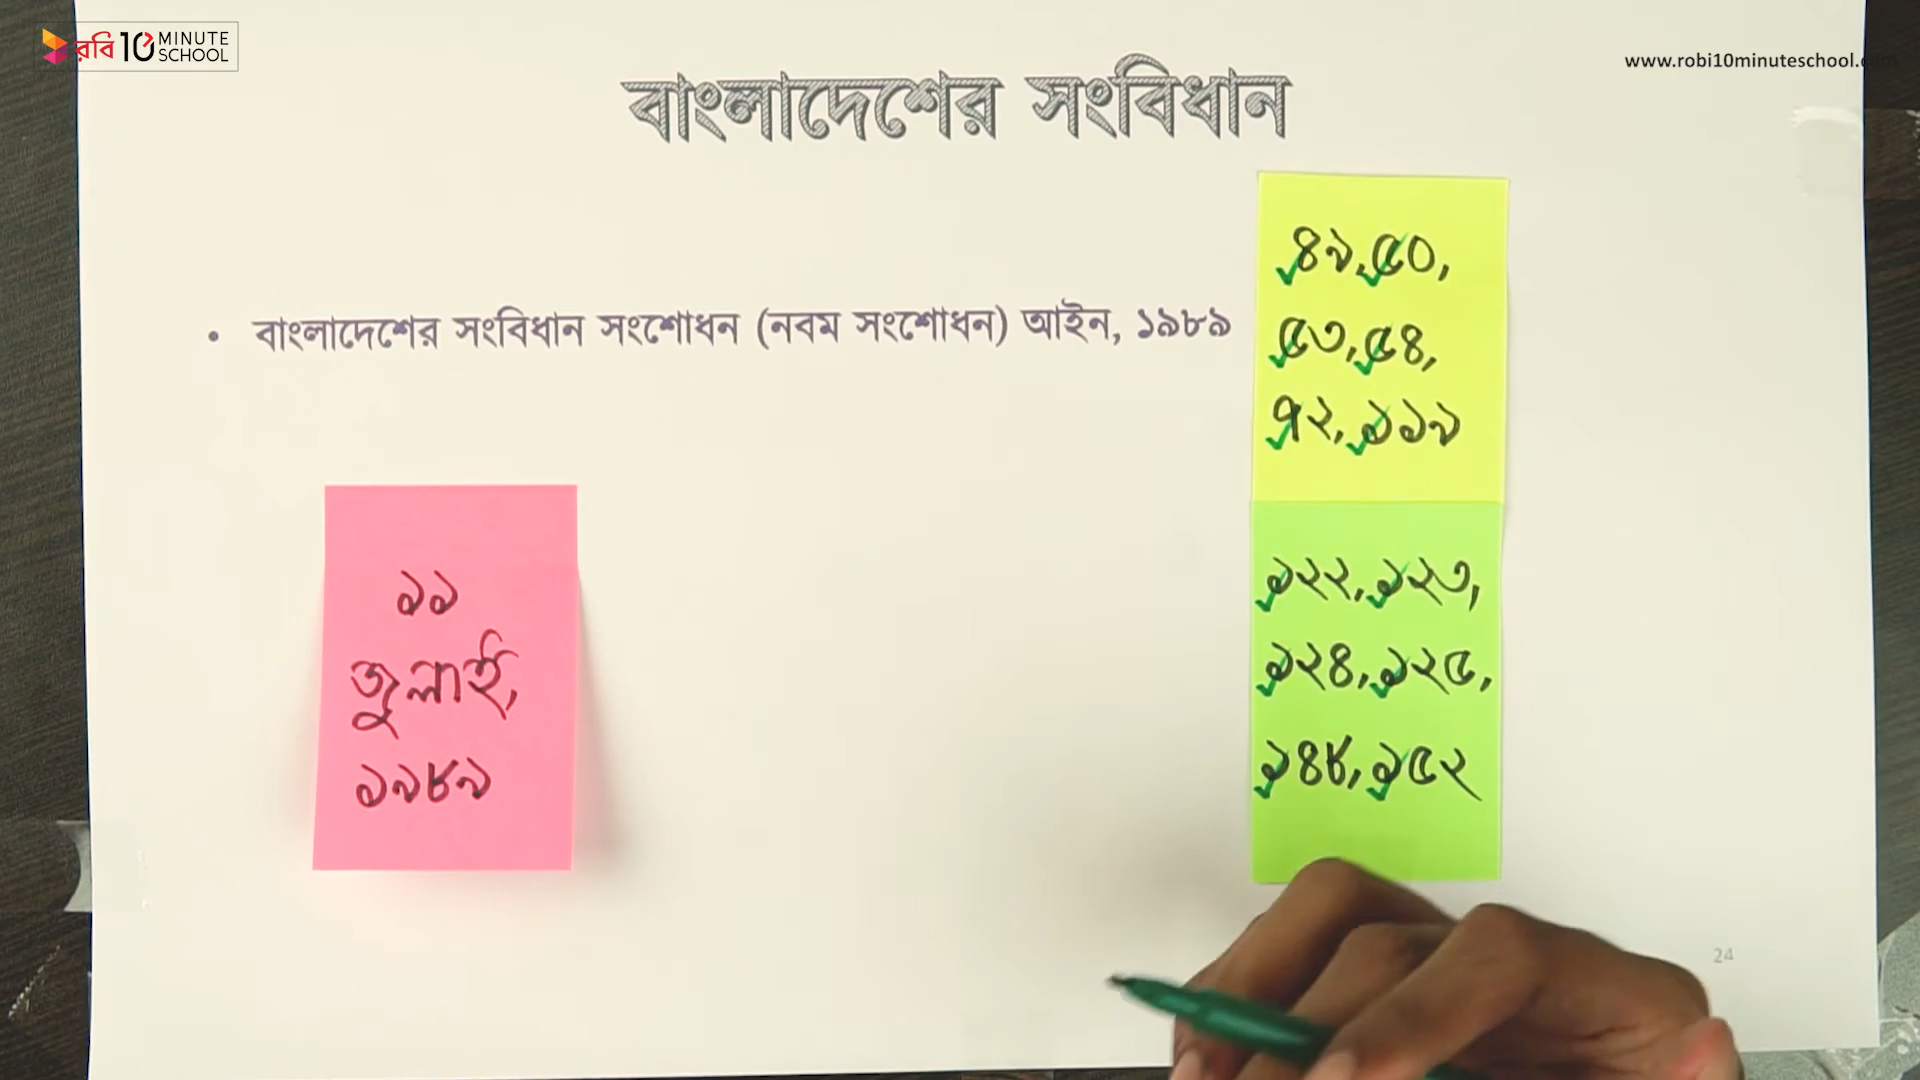 রবি 10 MINUTE SCHOOL
www.robi10minuteschool.com
বাংলাদেশের সংবিধান
• বাংলাদেশের সংবিধান সংশোধন (নবম সংশোধন) আইন, ১৯৮৯
৪৯, ৫০,
৫৩, ৫৪,
৭২, ১১৯
১১
জুলাই,
১৯৮৯
১২২, ১২৩,
১২৪, ১২৫,
১৪৮, ১৫২
24